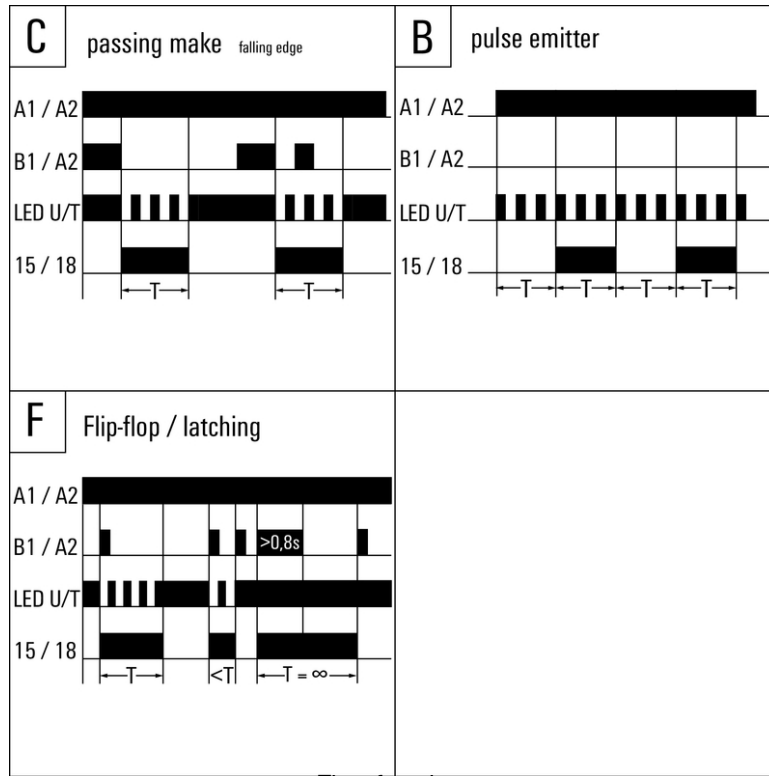 C passing make falling edge
A1 / A2
B1 / A2
LED U/T
15 / 18
T T
B pulse emitter
A1 / A2
B1 / A2
LED U/T
15 / 18
T T T T
F Flip-flop / latching
A1 / A2
B1 / A2 >0,8s
LED U/T
15 / 18
T <T T = ∞